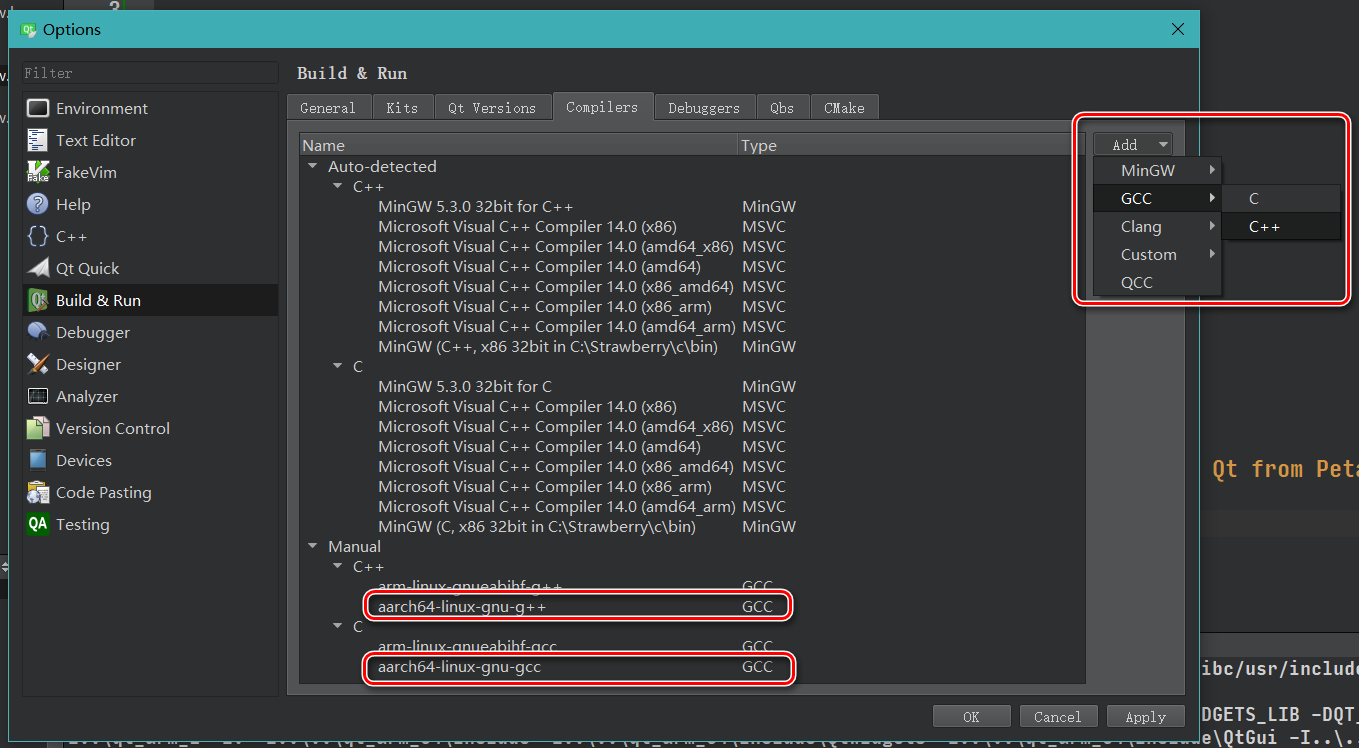 3
Options
Filter
Environment
Text Editor
FakeVim
Help
C++
Qt Quick
Build & Run
Debugger
Designer
Analyzer
Version Control
Devices
Code Pasting
QA Testing
Build & Run
General Kits Qt Versions Compilers Debuggers Qbs CMake
Name Type
Auto-detected
C++
MinGW 5.3.0 32bit for C++ MinGW
Microsoft Visual C++ Compiler 14.0 (x86) MSVC
Microsoft Visual C++ Compiler 14.0 (amd64_x86) MSVC
Microsoft Visual C++ Compiler 14.0 (amd64) MSVC
Microsoft Visual C++ Compiler 14.0 (x86_amd64) MSVC
Microsoft Visual C++ Compiler 14.0 (x86_arm) MSVC
Microsoft Visual C++ Compiler 14.0 (amd64_arm) MSVC
MinGW (C++, x86 32bit in C:\Strawberry\c\bin) MinGW
C
MinGW 5.3.0 32bit for C MinGW
Microsoft Visual C++ Compiler 14.0 (x86) MSVC
Microsoft Visual C++ Compiler 14.0 (amd64_x86) MSVC
Microsoft Visual C++ Compiler 14.0 (amd64) MSVC
Microsoft Visual C++ Compiler 14.0 (x86_amd64) MSVC
Microsoft Visual C++ Compiler 14.0 (x86_arm) MSVC
Microsoft Visual C++ Compiler 14.0 (amd64_arm) MSVC
MinGW (C, x86 32bit in C:\Strawberry\c\bin) MinGW
Manual
C++
arm-linux-gnueabihf-g++ GCC
aarch64-linux-gnu-g++ GCC
C
arm-linux-gnueabihf-gcc GCC
aarch64-linux-gnu-gcc GCC
Add
MinGW
GCC
Clang
Custom
QCC
C
C++
OK Cancel Apply
Qt from Peta
ibc/usr/include
DGETS_LIB -DQT_
include\QtGui -I..\.